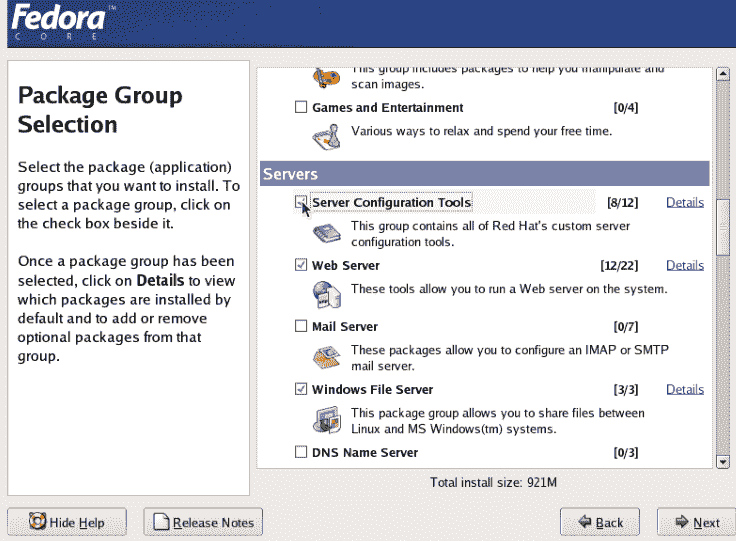 Fedora™
CORE
Package Group
Selection
Select the package (application)
groups that you want to install. To
select a package group, click on
the check box beside it.
Once a package group has been
selected, click on Details to view
which packages are installed by
default and to add or remove
optional packages from that
group.
This group includes packages to help you manipulate and
scan images.
Games and Entertainment [0/4]
Various ways to relax and spend your free time.
Servers
Server Configuration Tools [8/12] Details
This group contains all of Red Hat's custom server
configuration tools.
Web Server [12/22] Details
These tools allow you to run a Web server on the system.
Mail Server [0/7]
These packages allow you to configure an IMAP or SMTP
mail server.
Windows File Server [3/3] Details
This package group allows you to share files between
Linux and MS Windows(tm) systems.
DNS Name Server [0/3]
Total install size: 921M
Hide Help Release Notes Back Next